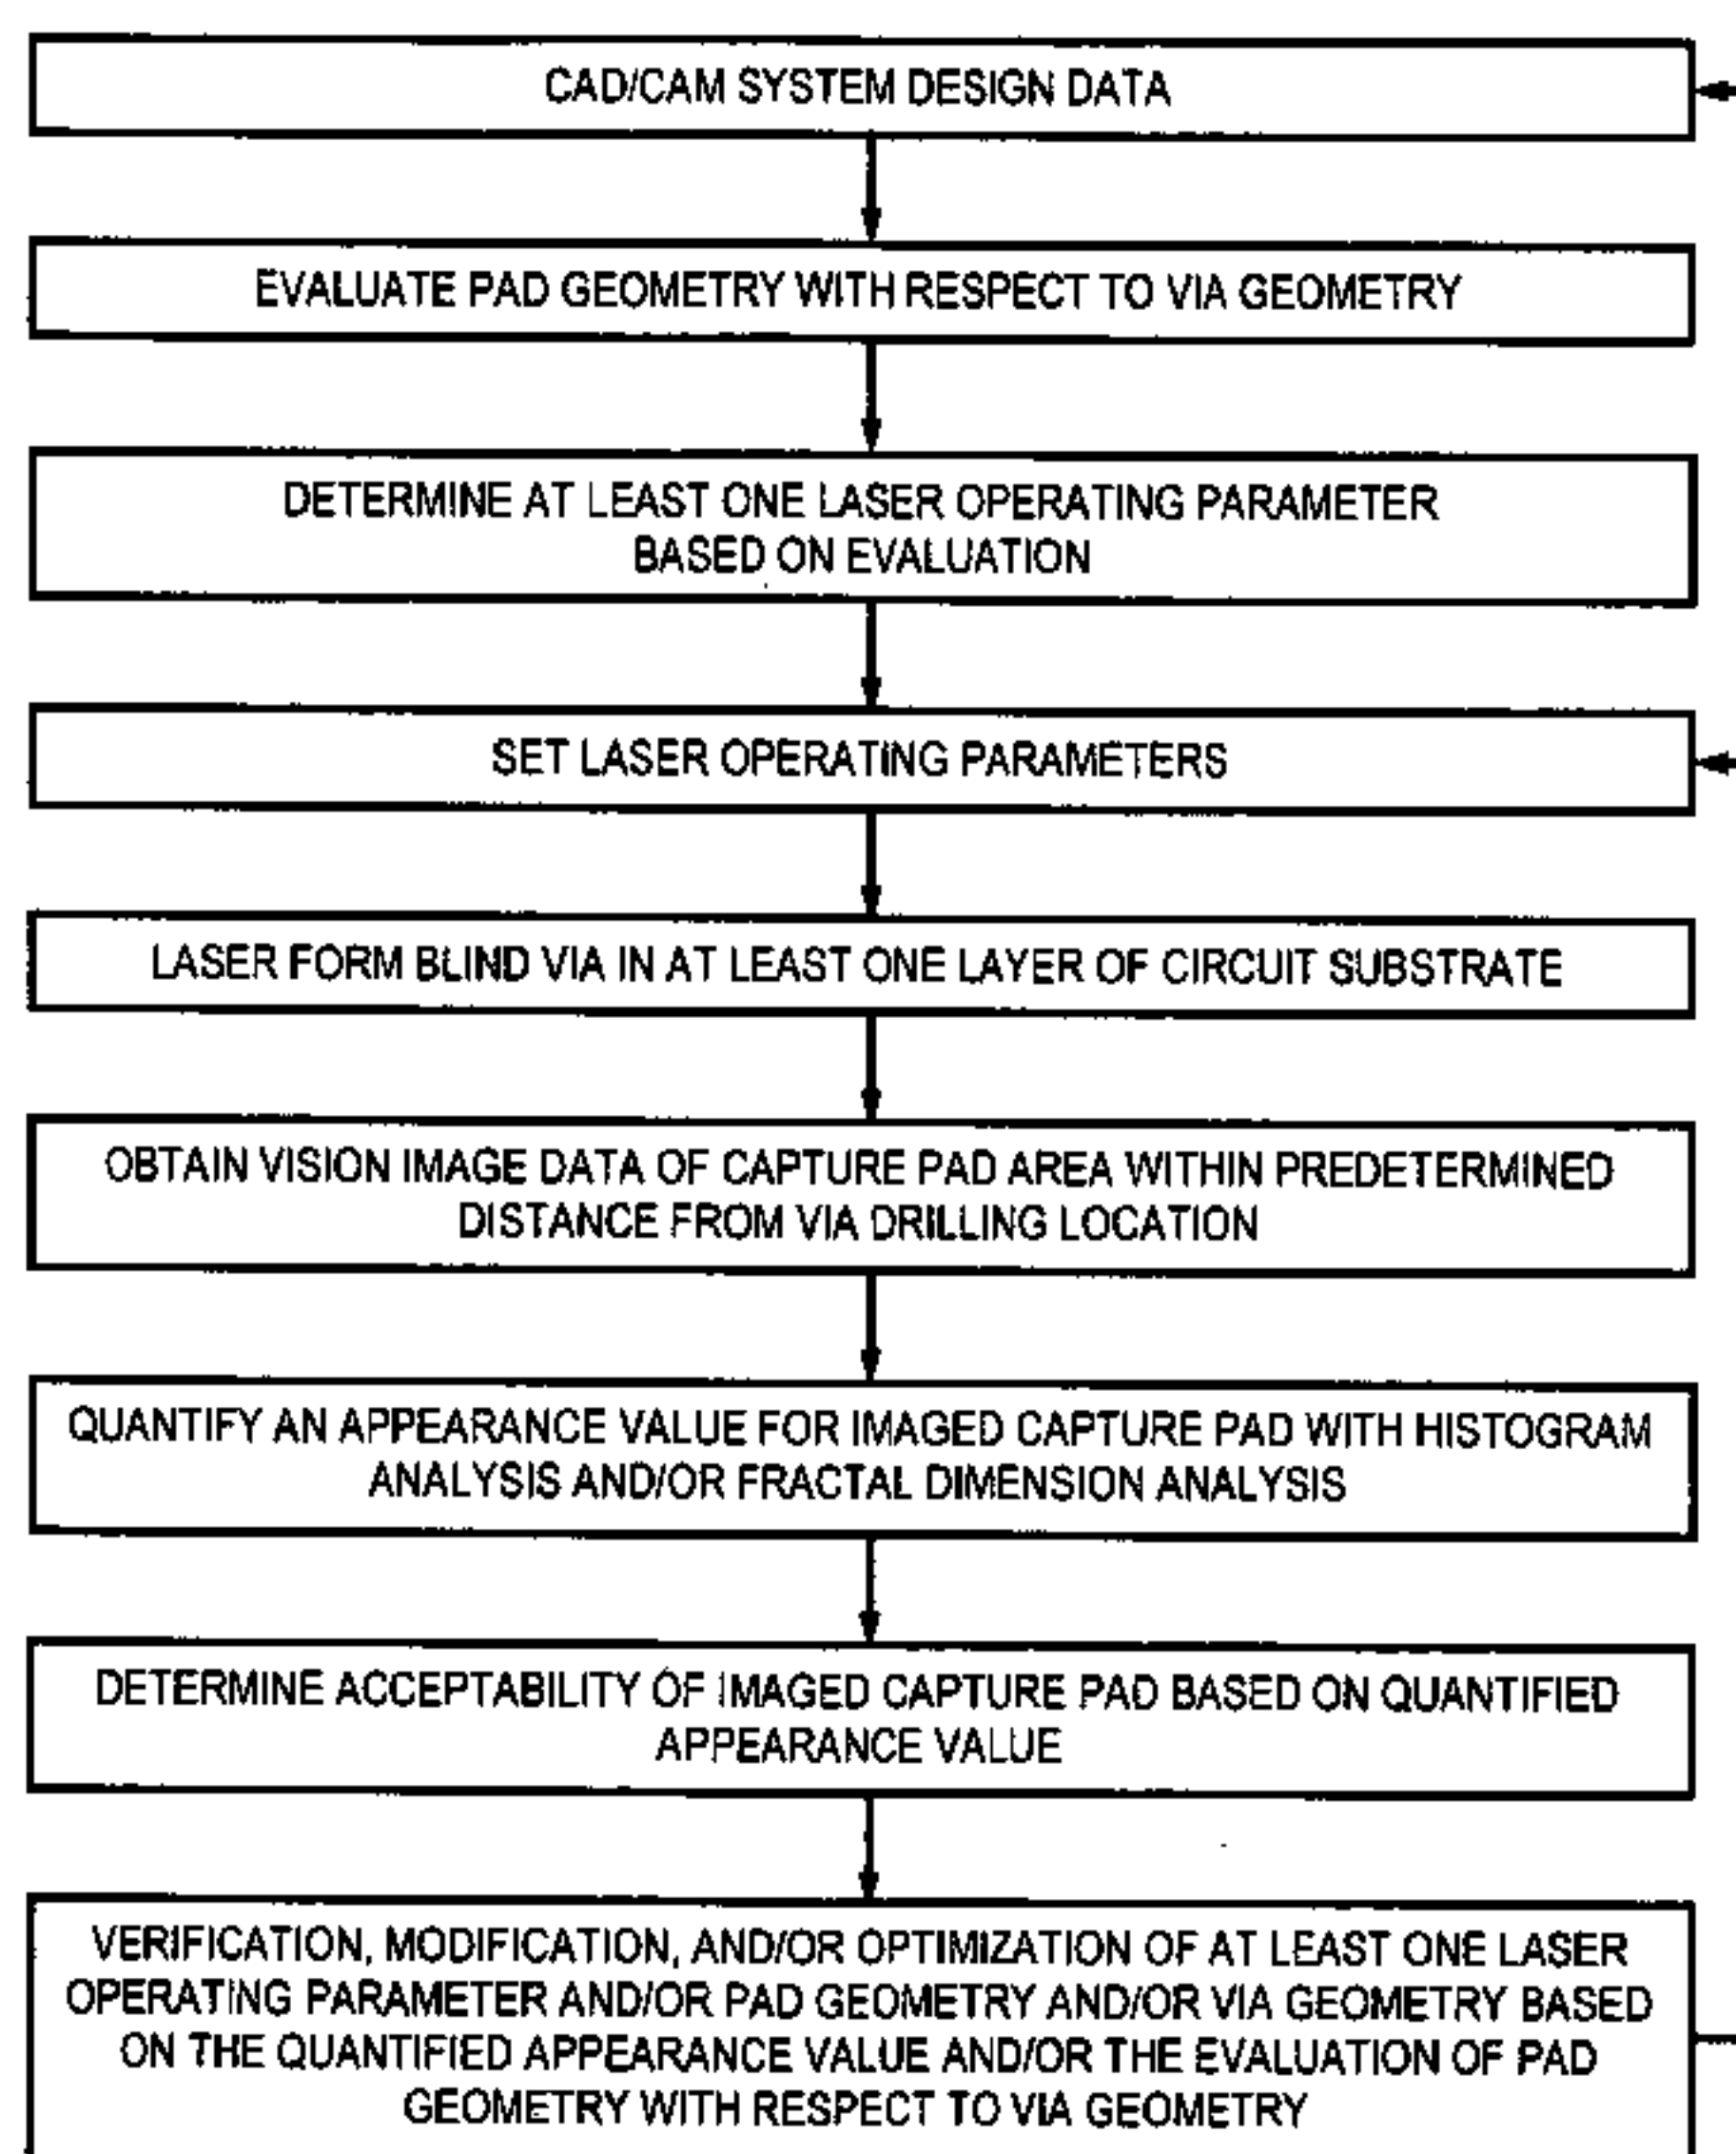 CAD/CAM SYSTEM DESIGN DATA
EVALUATE PAD GEOMETRY WITH RESPECT TO VIA GEOMETRY
DETERMINE AT LEAST ONE LASER OPERATING PARAMETER
BASED ON EVALUATION
SET LASER OPERATING PARAMETERS
LASER FORM BLIND VIA IN AT LEAST ONE LAYER OF CIRCUIT SUBSTRATE
OBTAIN VISION IMAGE DATA OF CAPTURE PAD AREA WITHIN PREDETERMINED
DISTANCE FROM VIA DRILLING LOCATION
QUANTIFY AN APPEARANCE VALUE FOR IMAGED CAPTURE PAD WITH HISTOGRAM
ANALYSIS AND/OR FRACTAL DIMENSION ANALYSIS
DETERMINE ACCEPTABILITY OF IMAGED CAPTURE PAD BASED ON QUANTIFIED
APPEARANCE VALUE
VERIFICATION, MODIFICATION, AND/OR OPTIMIZATION OF AT LEAST ONE LASER
OPERATING PARAMETER AND/OR PAD GEOMETRY AND/OR VIA GEOMETRY BASED
ON THE QUANTIFIED APPEARANCE VALUE AND/OR THE EVALUATION OF PAD
GEOMETRY WITH RESPECT TO VIA GEOMETRY